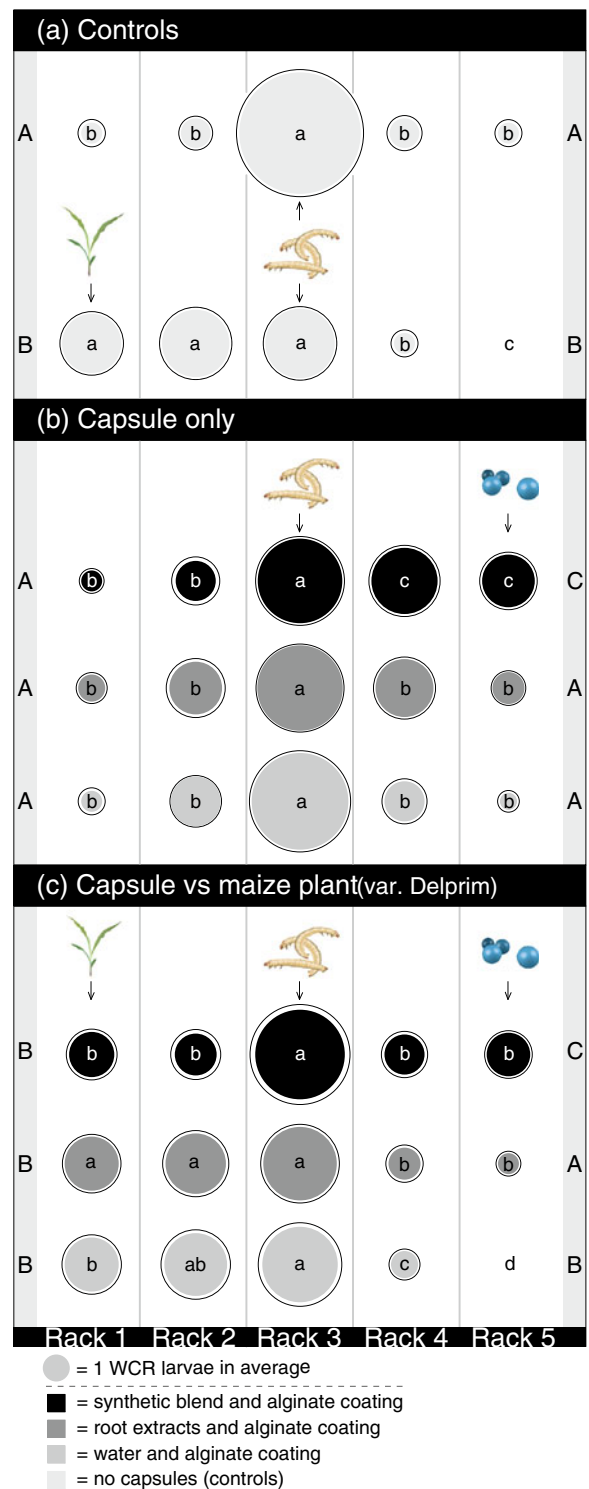 (a) Controls
A b b a b b A
B a a a b c B
(b) Capsule only
A b b a c c C
A b b a b b A
A b b a b b A
(c) Capsule vs maize plant(var. Delprim)
B b b a b b C
B a a a b b A
B b ab a c d B
Rack 1 Rack 2 Rack 3 Rack 4 Rack 5
= 1 WCR larvae in average
= synthetic blend and alginate coating
= root extracts and alginate coating
= water and alginate coating
= no capsules (controls)